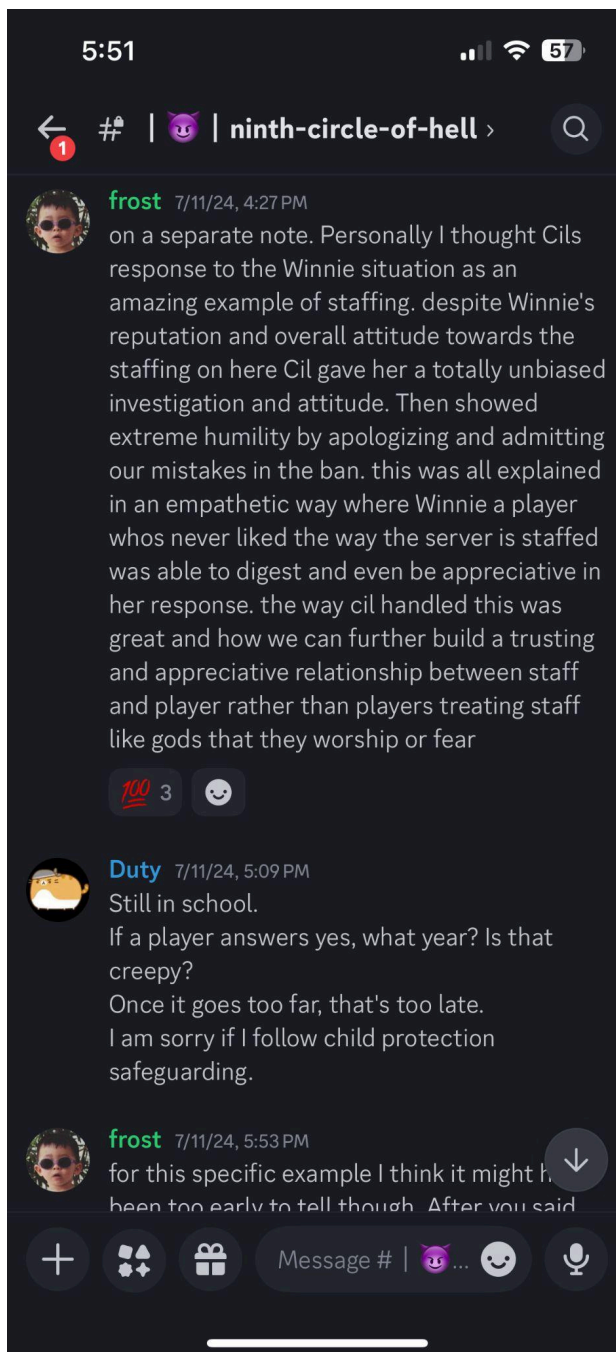 5:51
57
1
# | 😈 | ninth-circle-of-hell ›
frost 7/11/24, 4:27 PM
on a separate note. Personally I thought Cils
response to the Winnie situation as an
amazing example of staffing. despite Winnie's
reputation and overall attitude towards the
staffing on here Cil gave her a totally unbiased
investigation and attitude. Then showed
extreme humility by apologizing and admitting
our mistakes in the ban. this was all explained
in an empathetic way where Winnie a player
whos never liked the way the server is staffed
was able to digest and even be appreciative in
her response. the way cil handled this was
great and how we can further build a trusting
and appreciative relationship between staff
and player rather than players treating staff
like gods that they worship or fear
💯 3
Duty 7/11/24, 5:09 PM
Still in school.
If a player answers yes, what year? Is that
creepy?
Once it goes too far, that's too late.
I am sorry if I follow child protection
safeguarding.
frost 7/11/24, 5:53 PM
for this specific example I think it might
been too early to tell though. After you said
Message # | 😈...